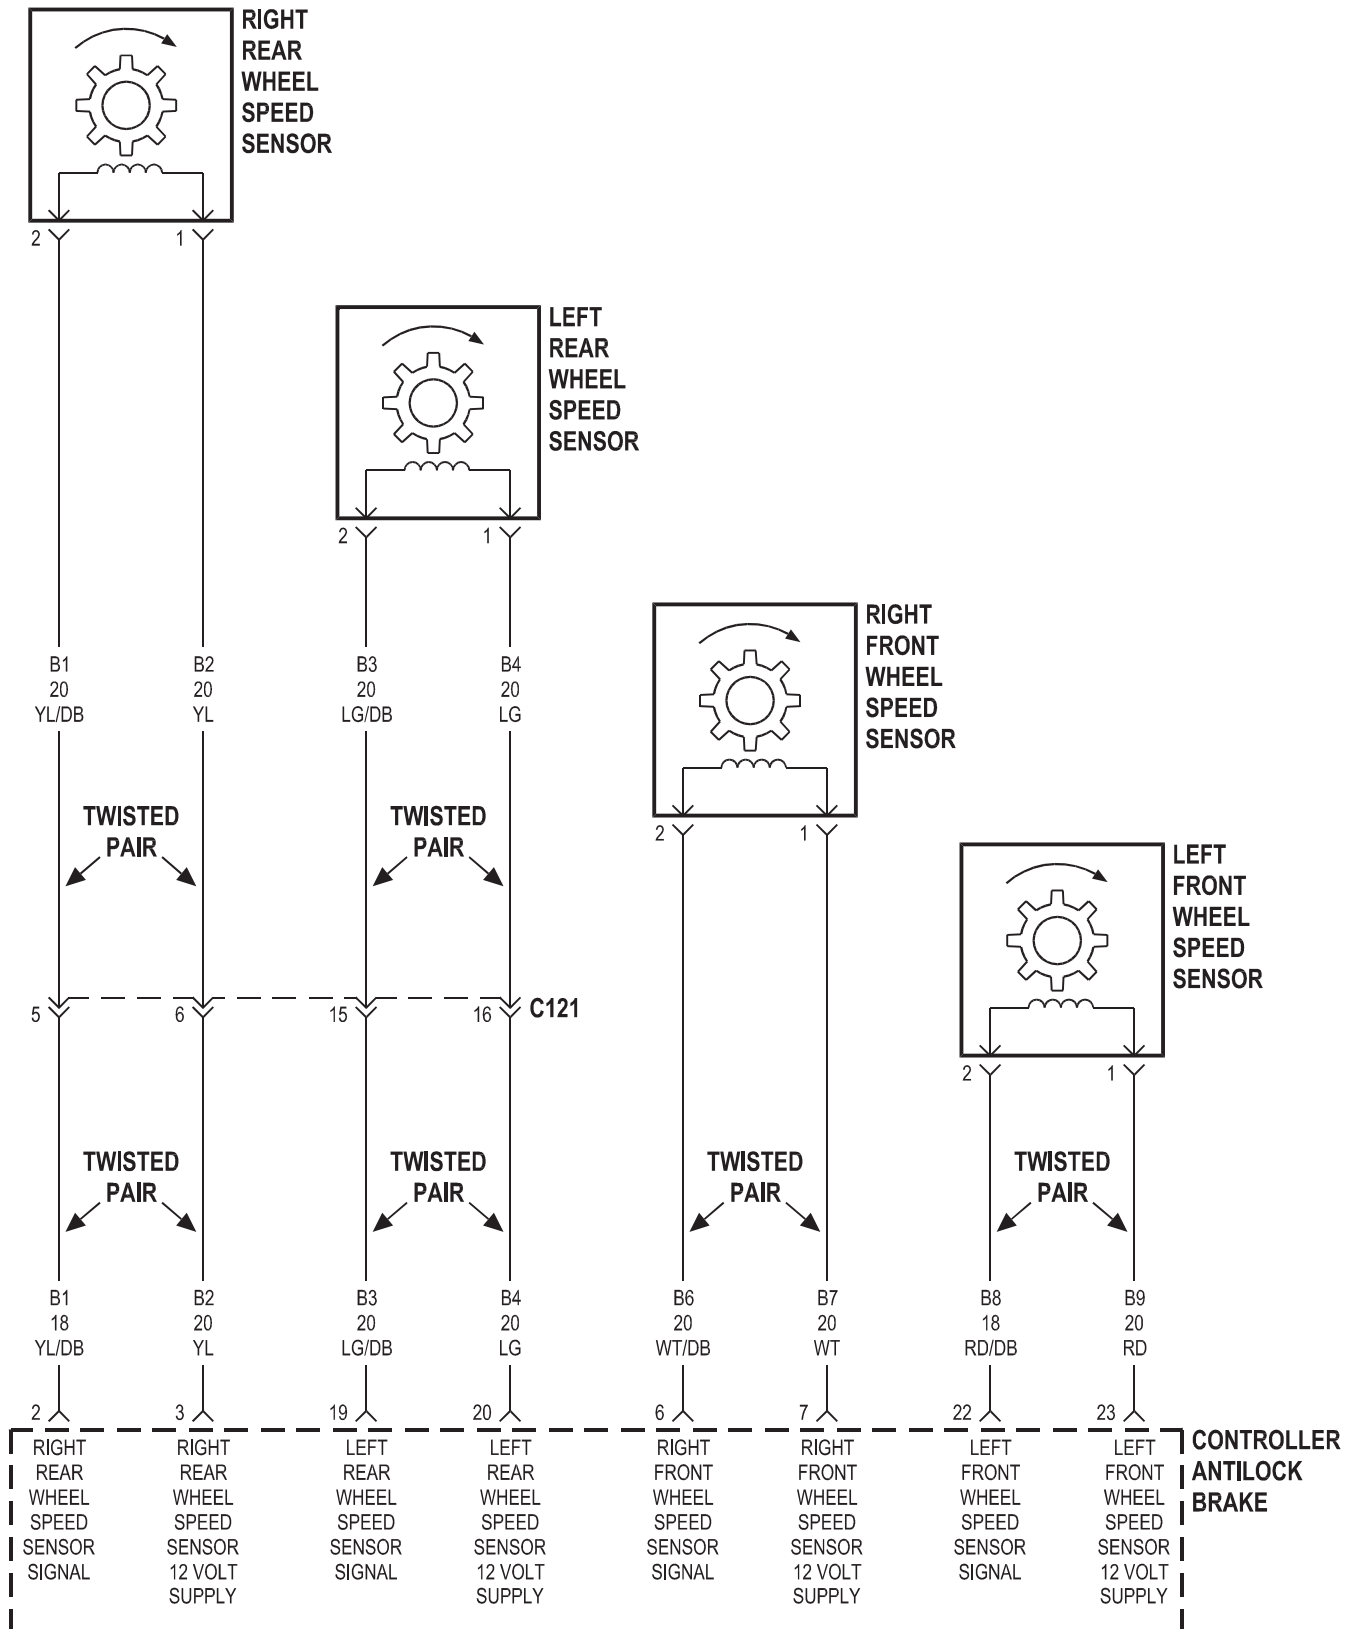 RIGHT
REAR
WHEEL
SPEED
SENSOR
2 1
LEFT
REAR
WHEEL
SPEED
SENSOR
2 1
RIGHT
FRONT
WHEEL
SPEED
SENSOR
2 1
LEFT
FRONT
WHEEL
SPEED
SENSOR
2 1
B1 B2 B3 B4
20 20 20 20
YL/DB YL LG/DB LG
TWISTED TWISTED
PAIR PAIR
5 6 15 16 C121
TWISTED TWISTED TWISTED TWISTED
PAIR PAIR PAIR PAIR
B1 B2 B3 B4 B6 B7 B8 B9
18 20 20 20 20 20 18 20
YL/DB YL LG/DB LG WT/DB WT RD/DB RD
2 3 19 20 6 7 22 23
RIGHT RIGHT LEFT LEFT RIGHT RIGHT LEFT LEFT
REAR REAR REAR REAR FRONT FRONT FRONT FRONT
WHEEL WHEEL WHEEL WHEEL WHEEL WHEEL WHEEL WHEEL
SPEED SPEED SPEED SPEED SPEED SPEED SPEED SPEED
SENSOR SENSOR SENSOR SENSOR SENSOR SENSOR SENSOR SENSOR
SIGNAL 12 VOLT SIGNAL 12 VOLT SIGNAL 12 VOLT SIGNAL 12 VOLT
SUPPLY SUPPLY SUPPLY SUPPLY
CONTROLLER
ANTILOCK
BRAKE